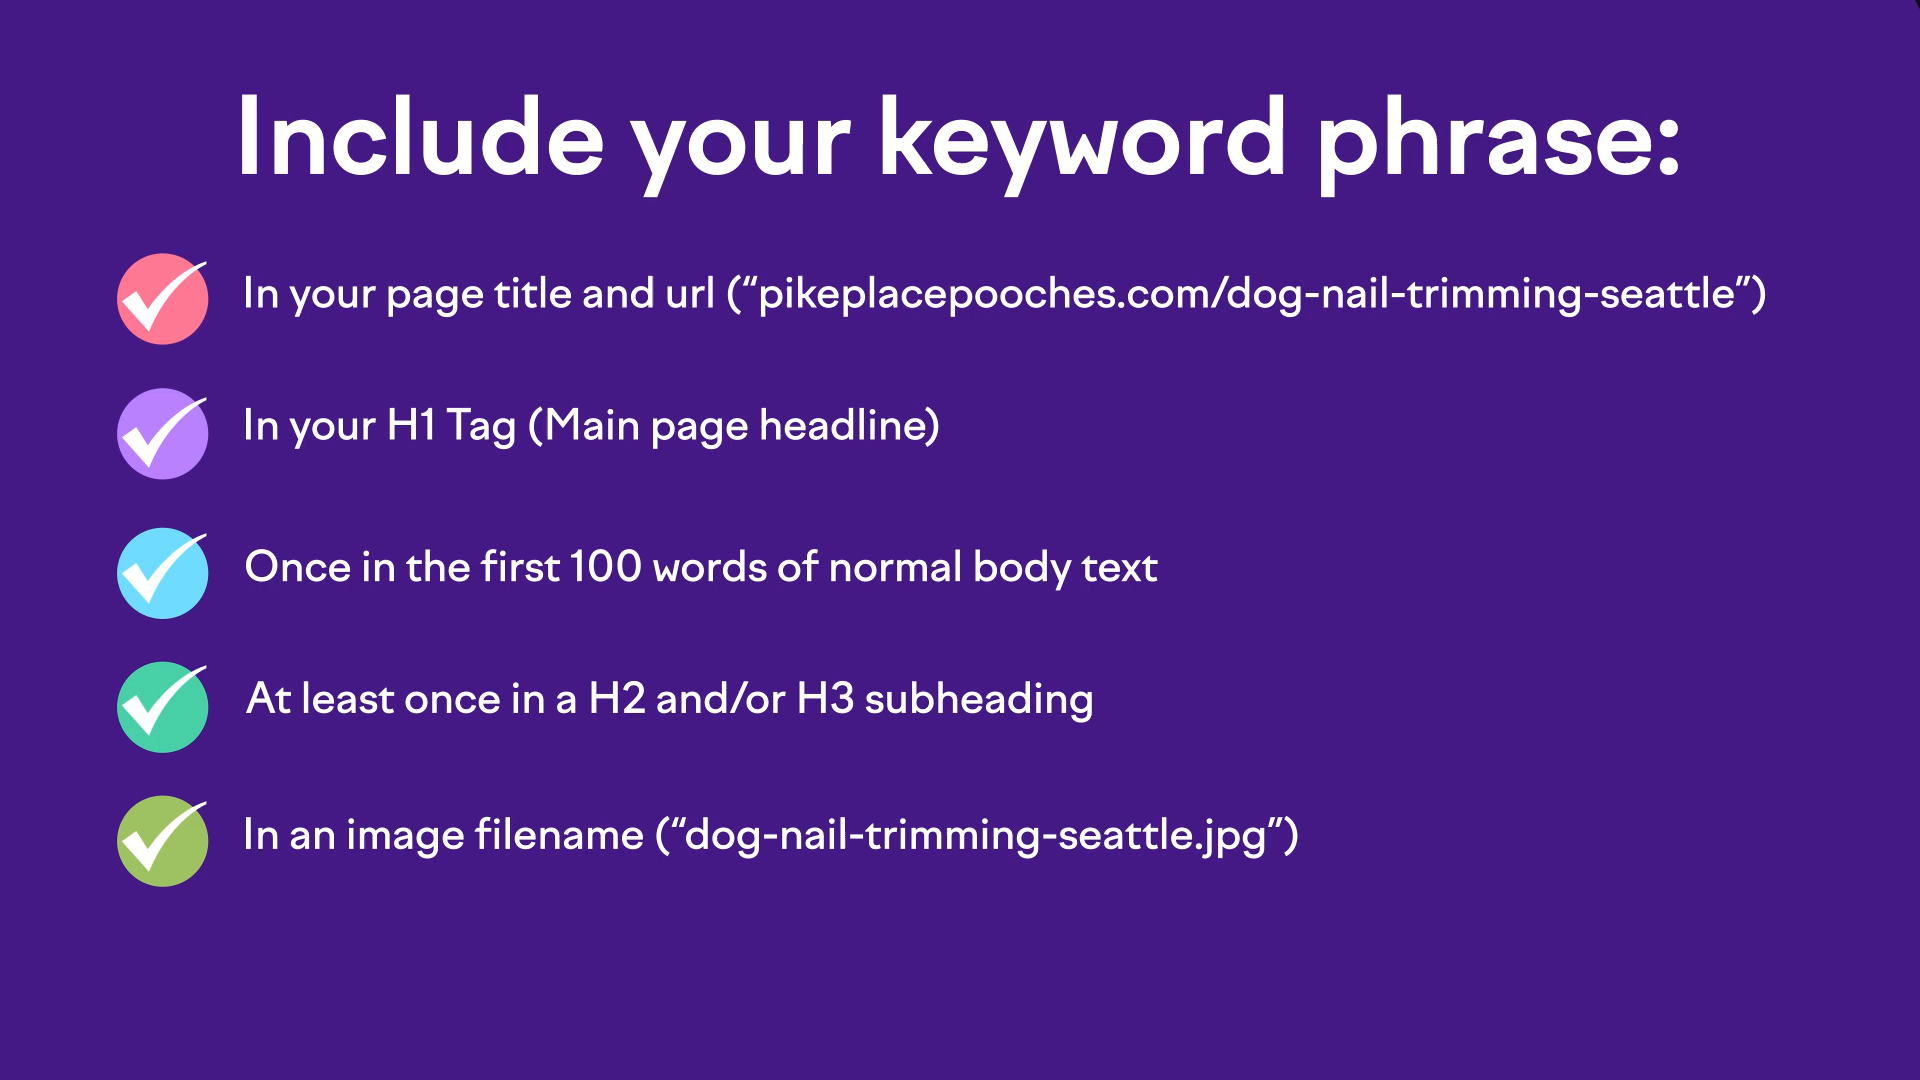 Include your keyword phrase:
In your page title and url (“pikeplacepooches.com/dog-nail-trimming-seattle”)
In your H1 Tag (Main page headline)
Once in the first 100 words of normal body text
At least once in a H2 and/or H3 subheading
In an image filename (“dog-nail-trimming-seattle.jpg”)